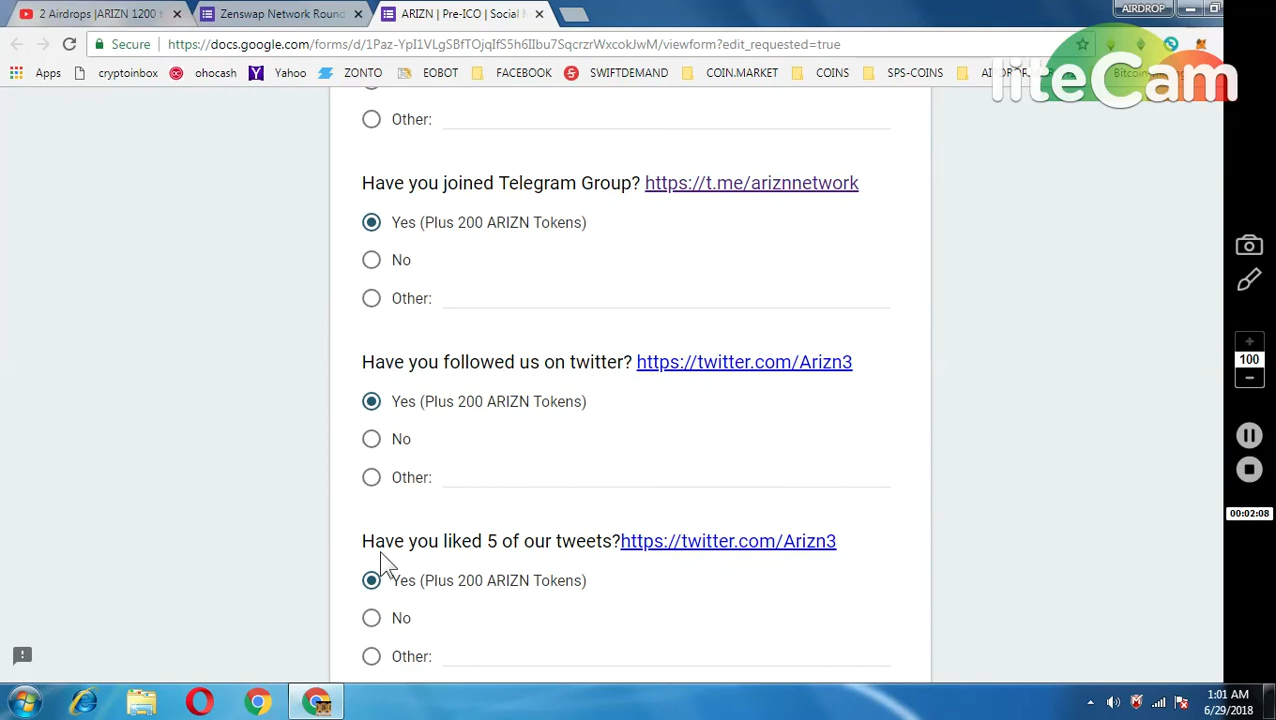 2 Airdrops |ARIZN 1200 t
Zenswap Network Round
ARIZN | Pre-ICO | Social
AIRDROP
Secure
https://docs.google.com/forms/d/1Paz-YpI1VLgSBfTOjqIfS5h6IIbu7SqcrzrWxcokJwM/viewform?edit_requested=true
Apps
cryptoinbox
ohocash
Yahoo
EOBOT
FACEBOOK
SWIFTDEMAND
COIN.MARKET
COINS
SPS-COINS
liteCam
Other:
Have you joined Telegram Group? https://t.me/ariznnetwork
Yes (Plus 200 ARIZN Tokens)
No
Other:
Have you followed us on twitter? https://twitter.com/Arizn3
Yes (Plus 200 ARIZN Tokens)
No
Other:
Have you liked 5 of our tweets?https://twitter.com/Arizn3
Yes (Plus 200 ARIZN Tokens)
No
Other:
100
00:02:08
1:01 AM
6/29/2018